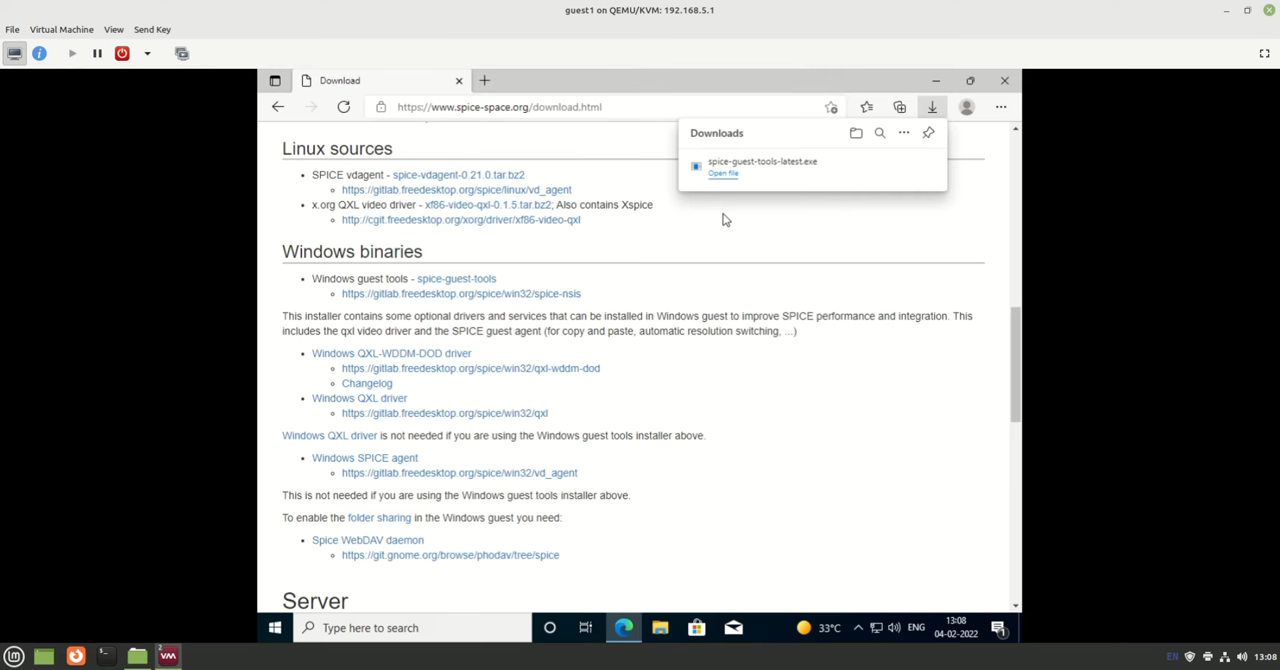 guest1 on QEMU/KVM: 192.168.5.1
File Virtual Machine View Send Key
Download
https://www.spice-space.org/download.html
Downloads
spice-guest-tools-latest.exe
Open file
Linux sources
SPICE vdagent - spice-vdagent-0.21.0.tar.bz2
https://gitlab.freedesktop.org/spice/linux/vd_agent
x.org QXL video driver - xf86-video-qxl-0.1.5.tar.bz2; Also contains Xspice
http://cgit.freedesktop.org/xorg/driver/xf86-video-qxl
Windows binaries
Windows guest tools - spice-guest-tools
https://gitlab.freedesktop.org/spice/win32/spice-nsis
This installer contains some optional drivers and services that can be installed in Windows guest to improve SPICE performance and integration. This
includes the qxl video driver and the SPICE guest agent (for copy and paste, automatic resolution switching, ...)
Windows QXL-WDDM-DOD driver
https://gitlab.freedesktop.org/spice/win32/qxl-wddm-dod
Changelog
Windows QXL driver
https://gitlab.freedesktop.org/spice/win32/qxl
Windows QXL driver is not needed if you are using the Windows guest tools installer above.
Windows SPICE agent
https://gitlab.freedesktop.org/spice/win32/vd_agent
This is not needed if you are using the Windows guest tools installer above.
To enable the folder sharing in the Windows guest you need:
Spice WebDAV daemon
https://git.gnome.org/browse/phodav/tree/spice
Server
Type here to search
33°C
ENG
13:08
04-02-2022
1
2
VM
EN
13:08